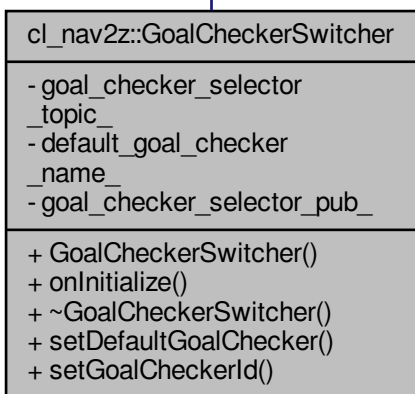 cl_nav2z::GoalCheckerSwitcher
- goal_checker_selector
_topic_
- default_goal_checker
_name_
- goal_checker_selector_pub_
+ GoalCheckerSwitcher()
+ onInitialize()
+ ~GoalCheckerSwitcher()
+ setDefaultGoalChecker()
+ setGoalCheckerId()